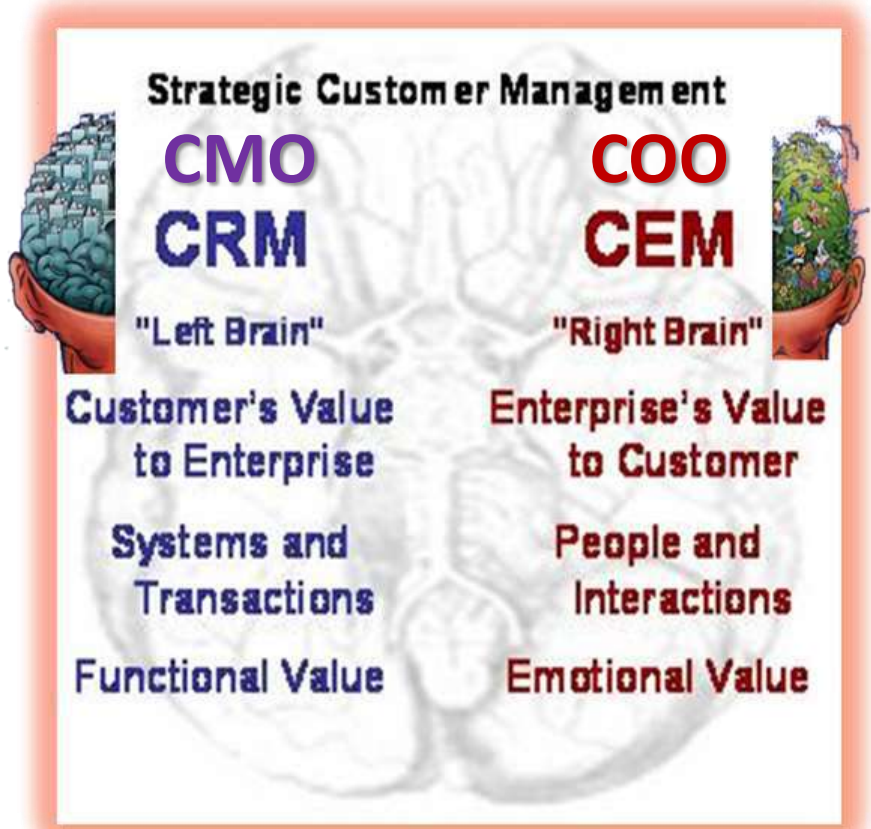 Strategic Customer Management
CMO
CRM
"Left Brain"
Customer's Value
to Enterprise
Systems and
Transactions
Functional Value
COO
CEM
"Right Brain"
Enterprise's Value
to Customer
People and
Interactions
Emotional Value